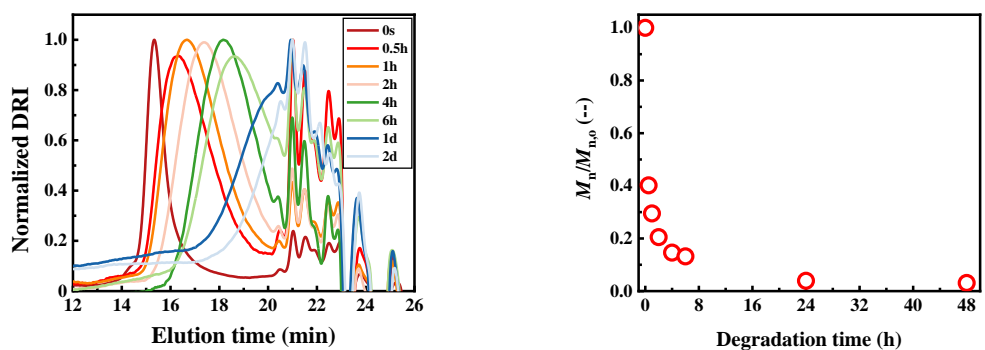 Normalized DRI
1.0
0.8
0.6
0.4
0.2
0
12 14 16 18 20 22 24 26
Elution time (min)
0s
0.5h
1h
2h
4h
6h
1d
2d
Mn/Mn,o (--)
1.0
0.8
0.6
0.4
0.2
0.0
0 8 16 24 32 40 48
Degradation time (h)